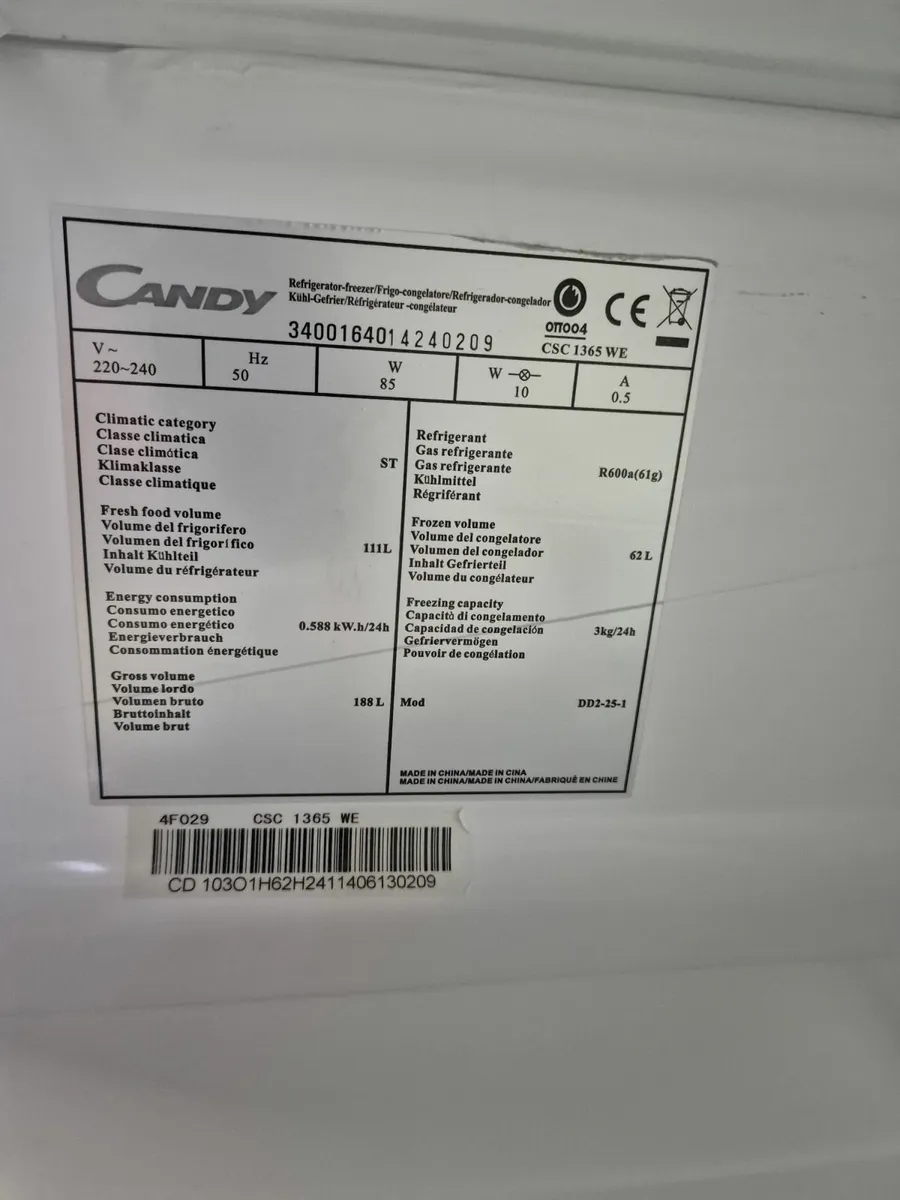 CANDY
Refrigerator-freezer/Frigo-congelatore/Refrigerador-congelador
Kühl-Gefrier/Réfrigérateur -congélateur
3400164014240209
ОПО04
CSC 1365 WE
CE
V ~
220~240
Hz
50
W
85
W
10
A
0.5
Climatic category
Classe climatica
Clase climótica
Klimaklasse
Classe climatique
ST
Refrigerant
Gas refrigerante
Gas refrigerante
Kühlmittel
Régriférant
R600a(61g)
Fresh food volume
Volume del frigorifero
Volumen del frigorífico
Inhalt Kühlteil
Volume du réfrigérateur
111L
Frozen volume
Volume del congelatore
Volumen del congelador
Inhalt Gefrierteil
Volume du congélateur
62 L
Energy consumption
Consumo energetico
Consumo energético
Energieverbrauch
Consommation énergétique
0.588 kW.h/24h
Freezing capacity
Capacità di congelamento
Capacidad de congelación
Gefriervermögen
Pouvoir de congélation
3kg/24h
Gross volume
Volume lordo
Volumen bruto
Bruttoinhalt
Volume brut
188 L
Mod
DD2-25-1
MADE IN CHINA/MADE IN CINA
MADE IN CHINA/MADE IN CHINA/FABRIQUÉ EN CHINE
4F029 CSC 1365 WE
CD 103O1H62H2411406130209